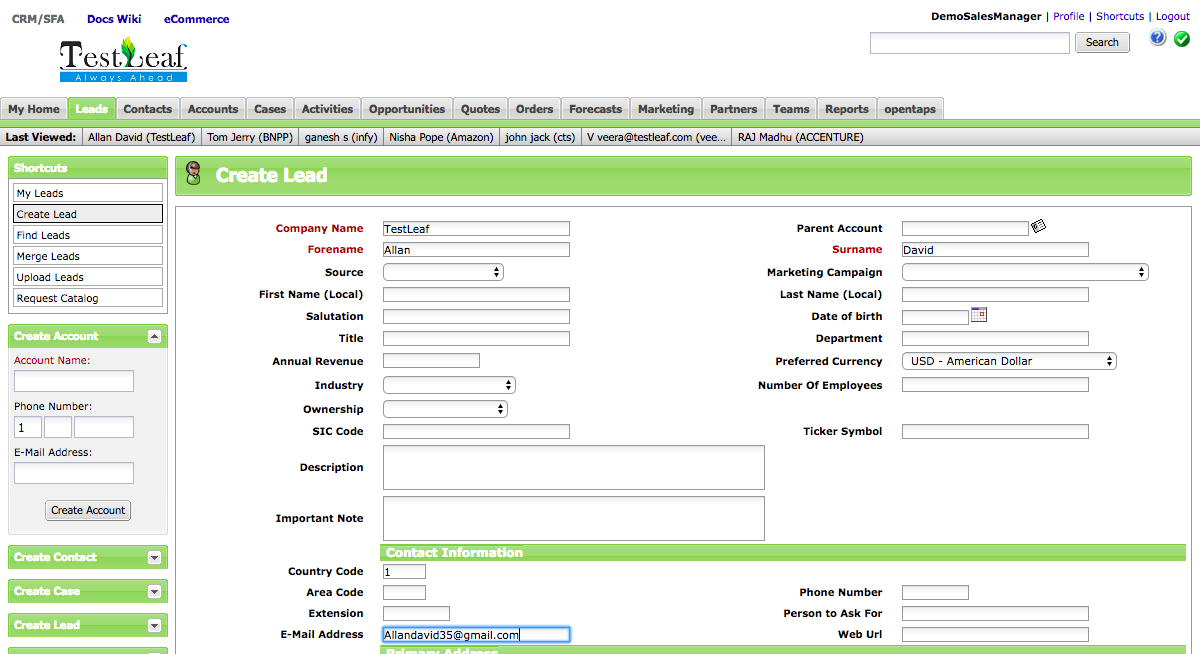 CRM/SFA Docs Wiki eCommerce
DemoSalesManager | Profile | Shortcuts | Logout
TestLeaf
Always Ahead
Search
?
My Home Leads Contacts Accounts Cases Activities Opportunities Quotes Orders Forecasts Marketing Partners Teams Reports opentaps
Last Viewed: Allan David (TestLeaf) Tom Jerry (BNPP) ganesh s (infy) Nisha Pope (Amazon) john jack (cts) V veera@testleaf.com (vee... RAJ Madhu (ACCENTURE)
Shortcuts
My Leads
Create Lead
Find Leads
Merge Leads
Upload Leads
Request Catalog
Create Account
Account Name:
Phone Number:
1
E-Mail Address:
Create Account
Create Contact
Create Case
Create Lead
Create Lead
Company Name TestLeaf Parent Account
Forename Allan Surname David
Source Marketing Campaign
First Name (Local) Last Name (Local)
Salutation Date of birth
Title Department
Annual Revenue Preferred Currency USD - American Dollar
Industry Number Of Employees
Ownership
SIC Code Ticker Symbol
Description
Important Note
Contact Information
Country Code 1
Area Code Phone Number
Extension Person to Ask For
E-Mail Address Allandavid35@gmail.com Web Url
Primary Address